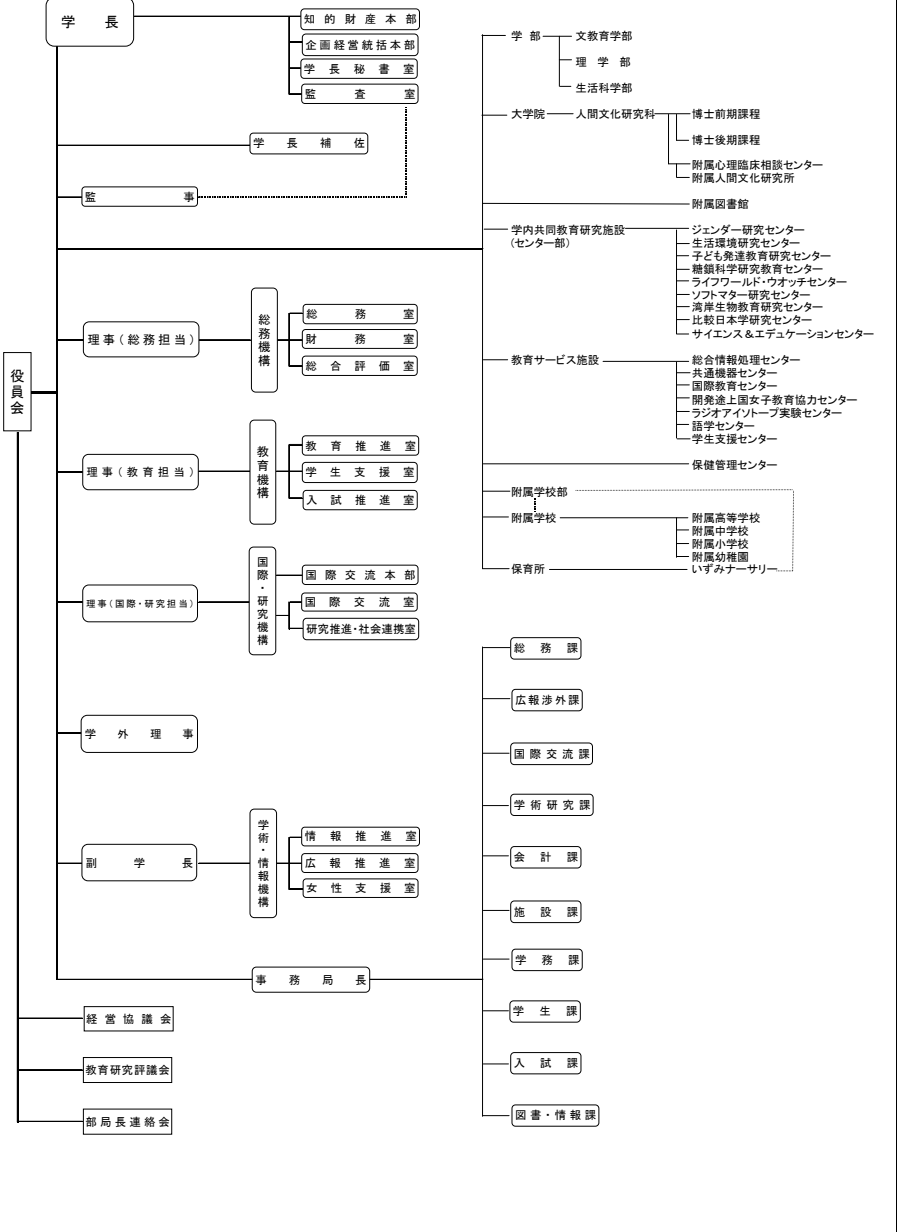 学長
知的財産本部
企画経営統括本部
学長秘書室
監査室
学長補佐
監事
役員会
理事（総務担当）
総務機構
総務室
財務室
総合評価室
理事（教育担当）
教育機構
教育推進室
学生支援室
入試推進室
理事（国際・研究担当）
国際・研究機構
国際交流本部
国際交流室
研究推進・社会連携室
学外理事
副学長
学術・情報機構
情報推進室
広報推進室
女性支援室
事務局長
経営協議会
教育研究評議会
部局長連絡会
学部
文教育学部
理学部
生活科学部
大学院
人間文化研究科
博士前期課程
博士後期課程
附属心理臨床相談センター
附属人間文化研究所
附属図書館
学内共同教育研究施設
（センター部）
ジェンダー研究センター
生活環境研究センター
子ども発達教育研究センター
糖鎖科学研究教育センター
ライフワールド・ウオッチセンター
ソフトマター研究センター
湾岸生物教育研究センター
比較日本学研究センター
サイエンス＆エデュケーションセンター
教育サービス施設
総合情報処理センター
共通機器センター
国際教育センター
開発途上国女子教育協力センター
ラジオアイソトープ実験センター
語学センター
学生支援センター
保健管理センター
附属学校部
附属学校
附属高等学校
附属中学校
附属小学校
附属幼稚園
保育所
いずみナーサリー
総務課
広報渉外課
国際交流課
学術研究課
会計課
施設課
学務課
学生課
入試課
図書・情報課